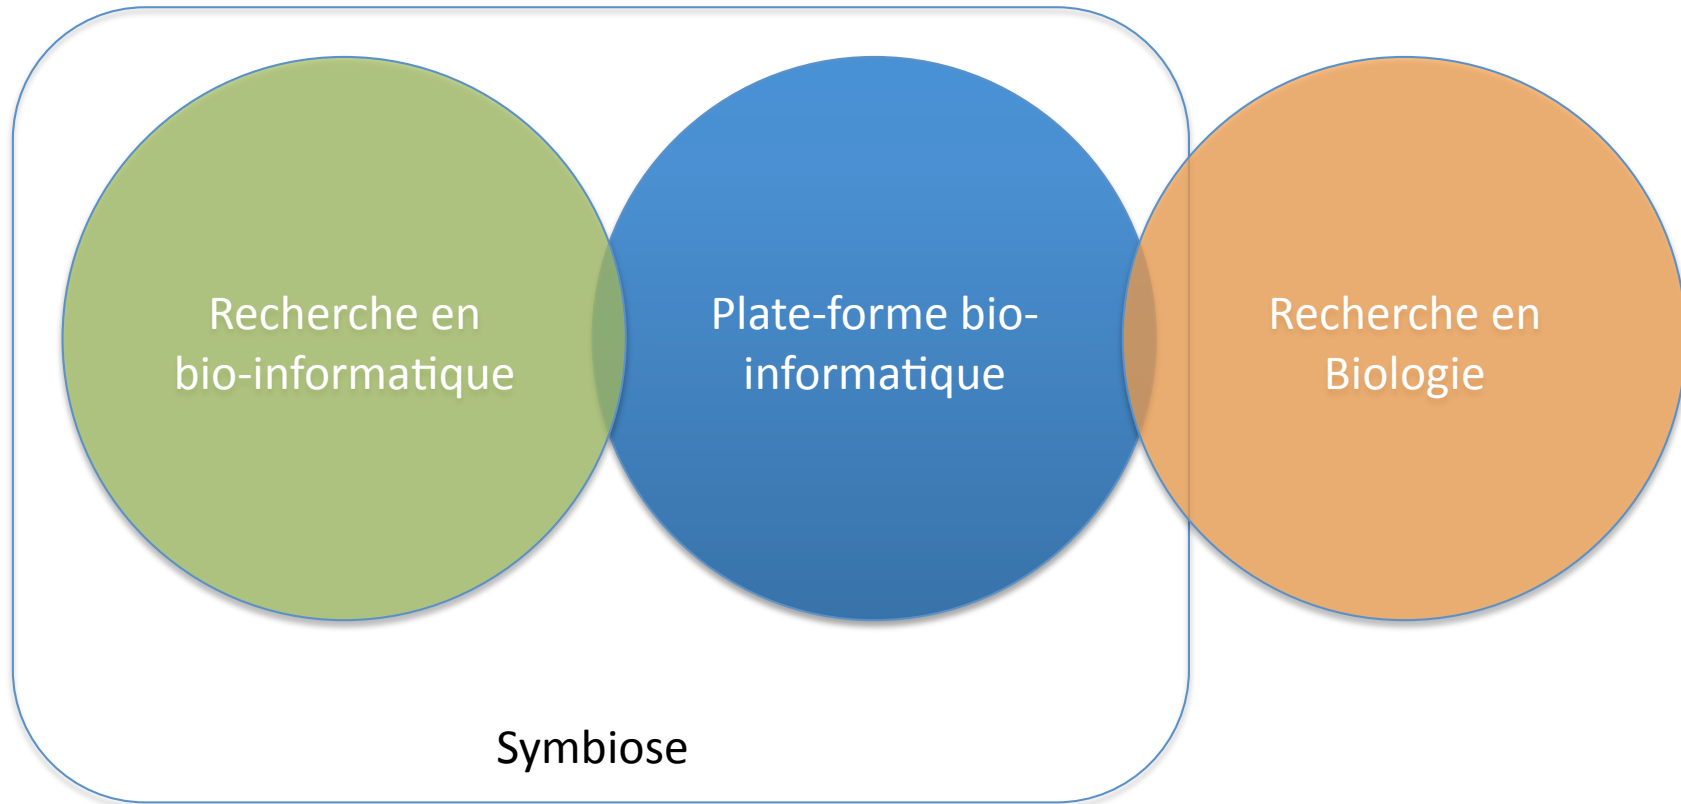 Recherche en
bio-informatique
Plate-forme bio-
informatique
Recherche en
Biologie
Symbiose